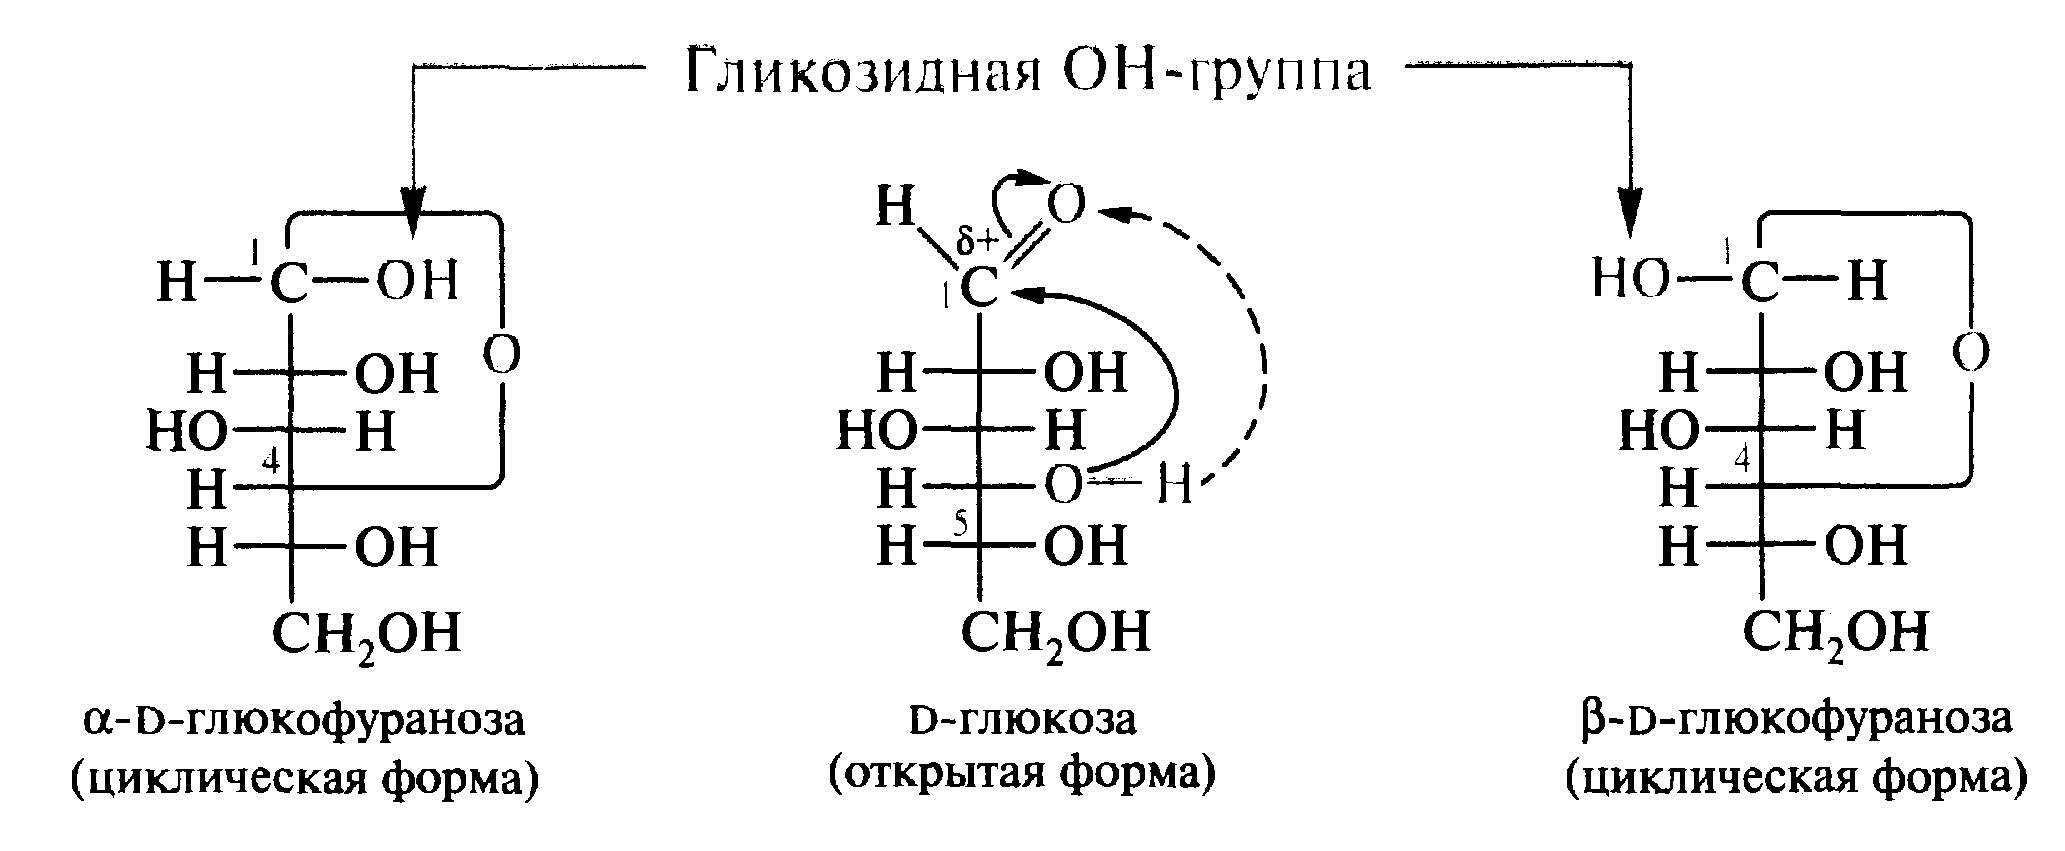 Гликозидная ОН-группа
H O
δ+
1
H C OH
1 C
HO 1 C H
O
O
H OH
H OH
H OH
HO H
HO H
HO H
4
H
H O H
4
H
5
H OH
H OH
H OH
CH₂OH
CH₂OH
CH₂OH
α-D-глюкофураноза
D-глюкоза
β-D-глюкофураноза
(циклическая форма)
(открытая форма)
(циклическая форма)